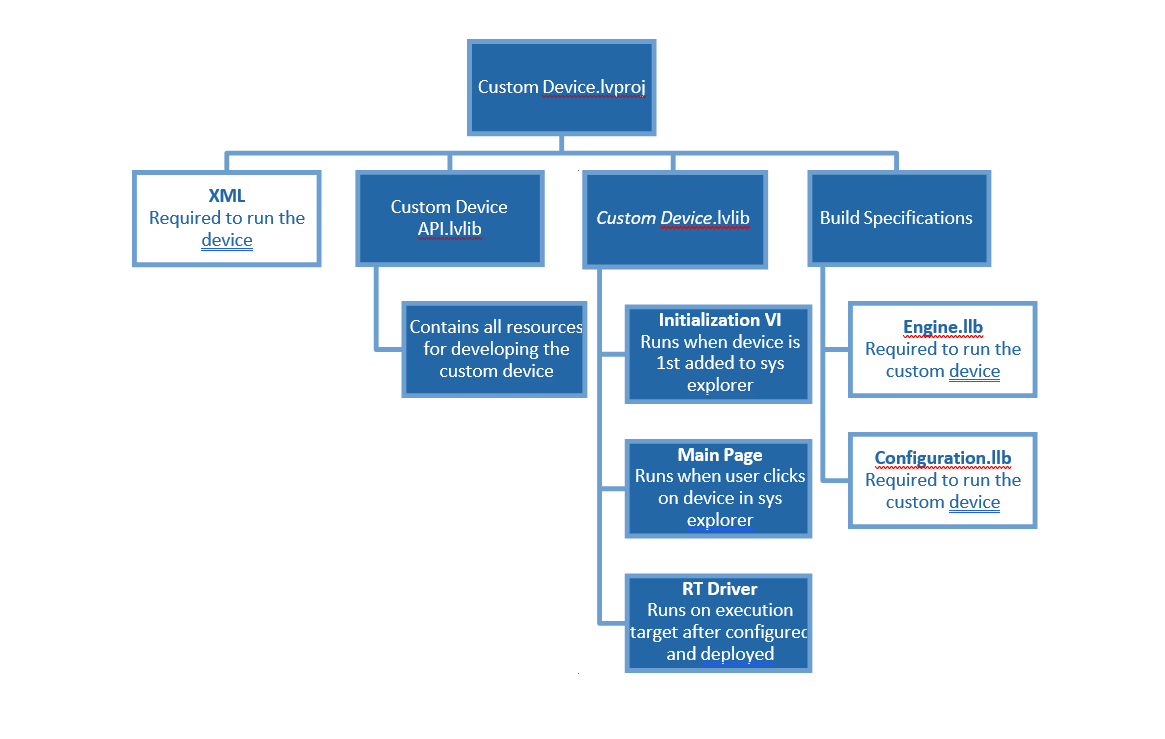 Custom Device.lvproj
XML
Required to run the
device
Custom Device
API.lvlib
Custom Device.lvlib
Build Specifications
Contains all resources
for developing the
custom device
Initialization VI
Runs when device is
1st added to sys
explorer
Main Page
Runs when user clicks
on device in sys
explorer
RT Driver
Runs on execution
target after configured
and deployed
Engine.llb
Required to run the
custom device
Configuration.llb
Required to run the
custom device